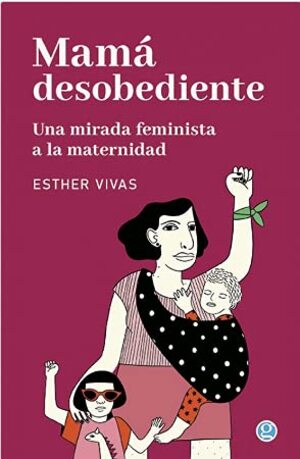 Mamá
desobediente
Una mirada feminista
a la maternidad
ESTHER VIVAS